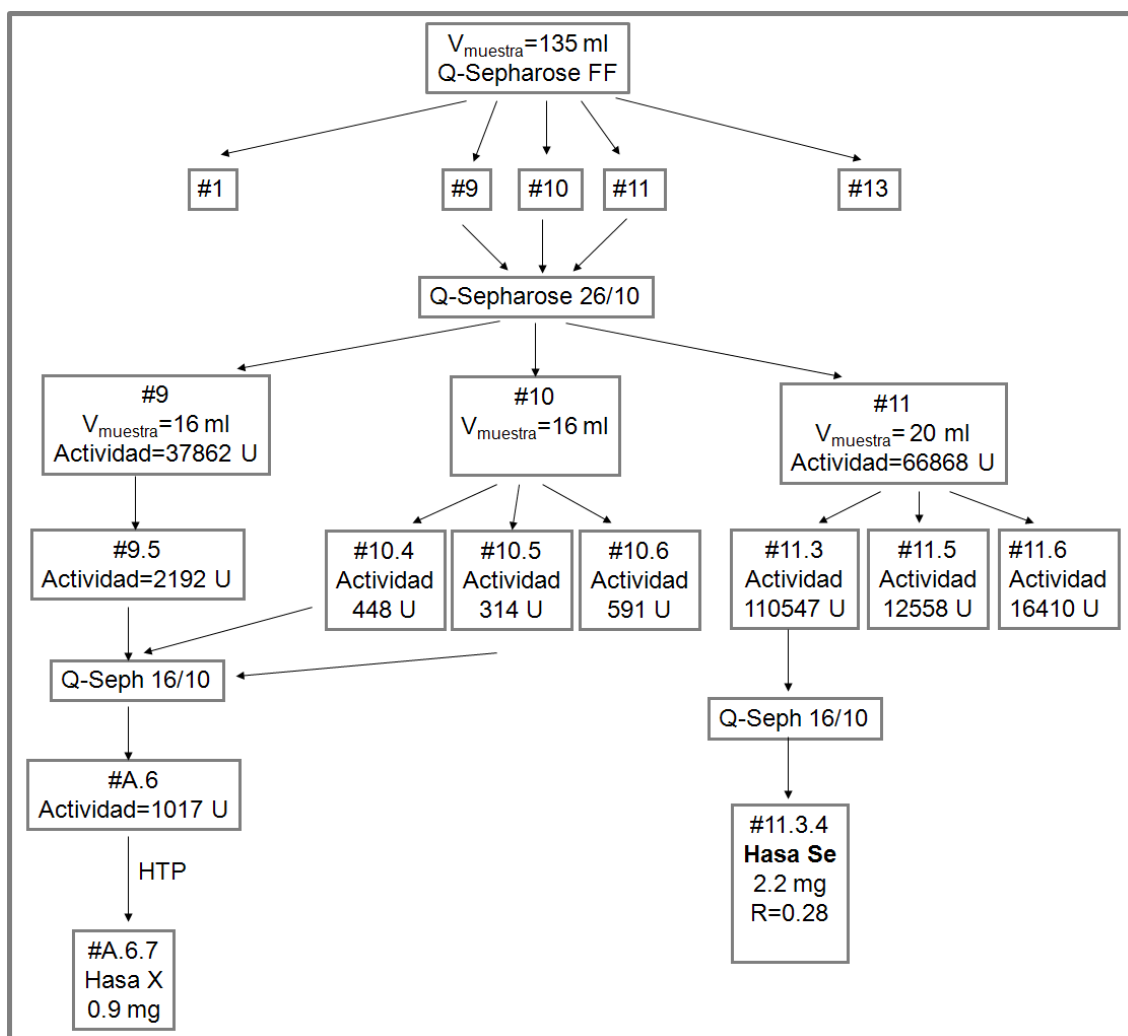 Vmuestra=135 ml
Q-Sepharose FF
#1
#9
#10
#11
#13
Q-Sepharose 26/10
#9
Vmuestra=16 ml
Actividad=37862 U
#10
Vmuestra=16 ml
#11
Vmuestra= 20 ml
Actividad=66868 U
#9.5
Actividad=2192 U
#10.4
Actividad
448 U
#10.5
Actividad
314 U
#10.6
Actividad
591 U
#11.3
Actividad
110547 U
#11.5
Actividad
12558 U
#11.6
Actividad
16410 U
Q-Seph 16/10
Q-Seph 16/10
#A.6
Actividad=1017 U
HTP
#11.3.4
Hasa Se
2.2 mg
R=0.28
#A.6.7
Hasa X
0.9 mg